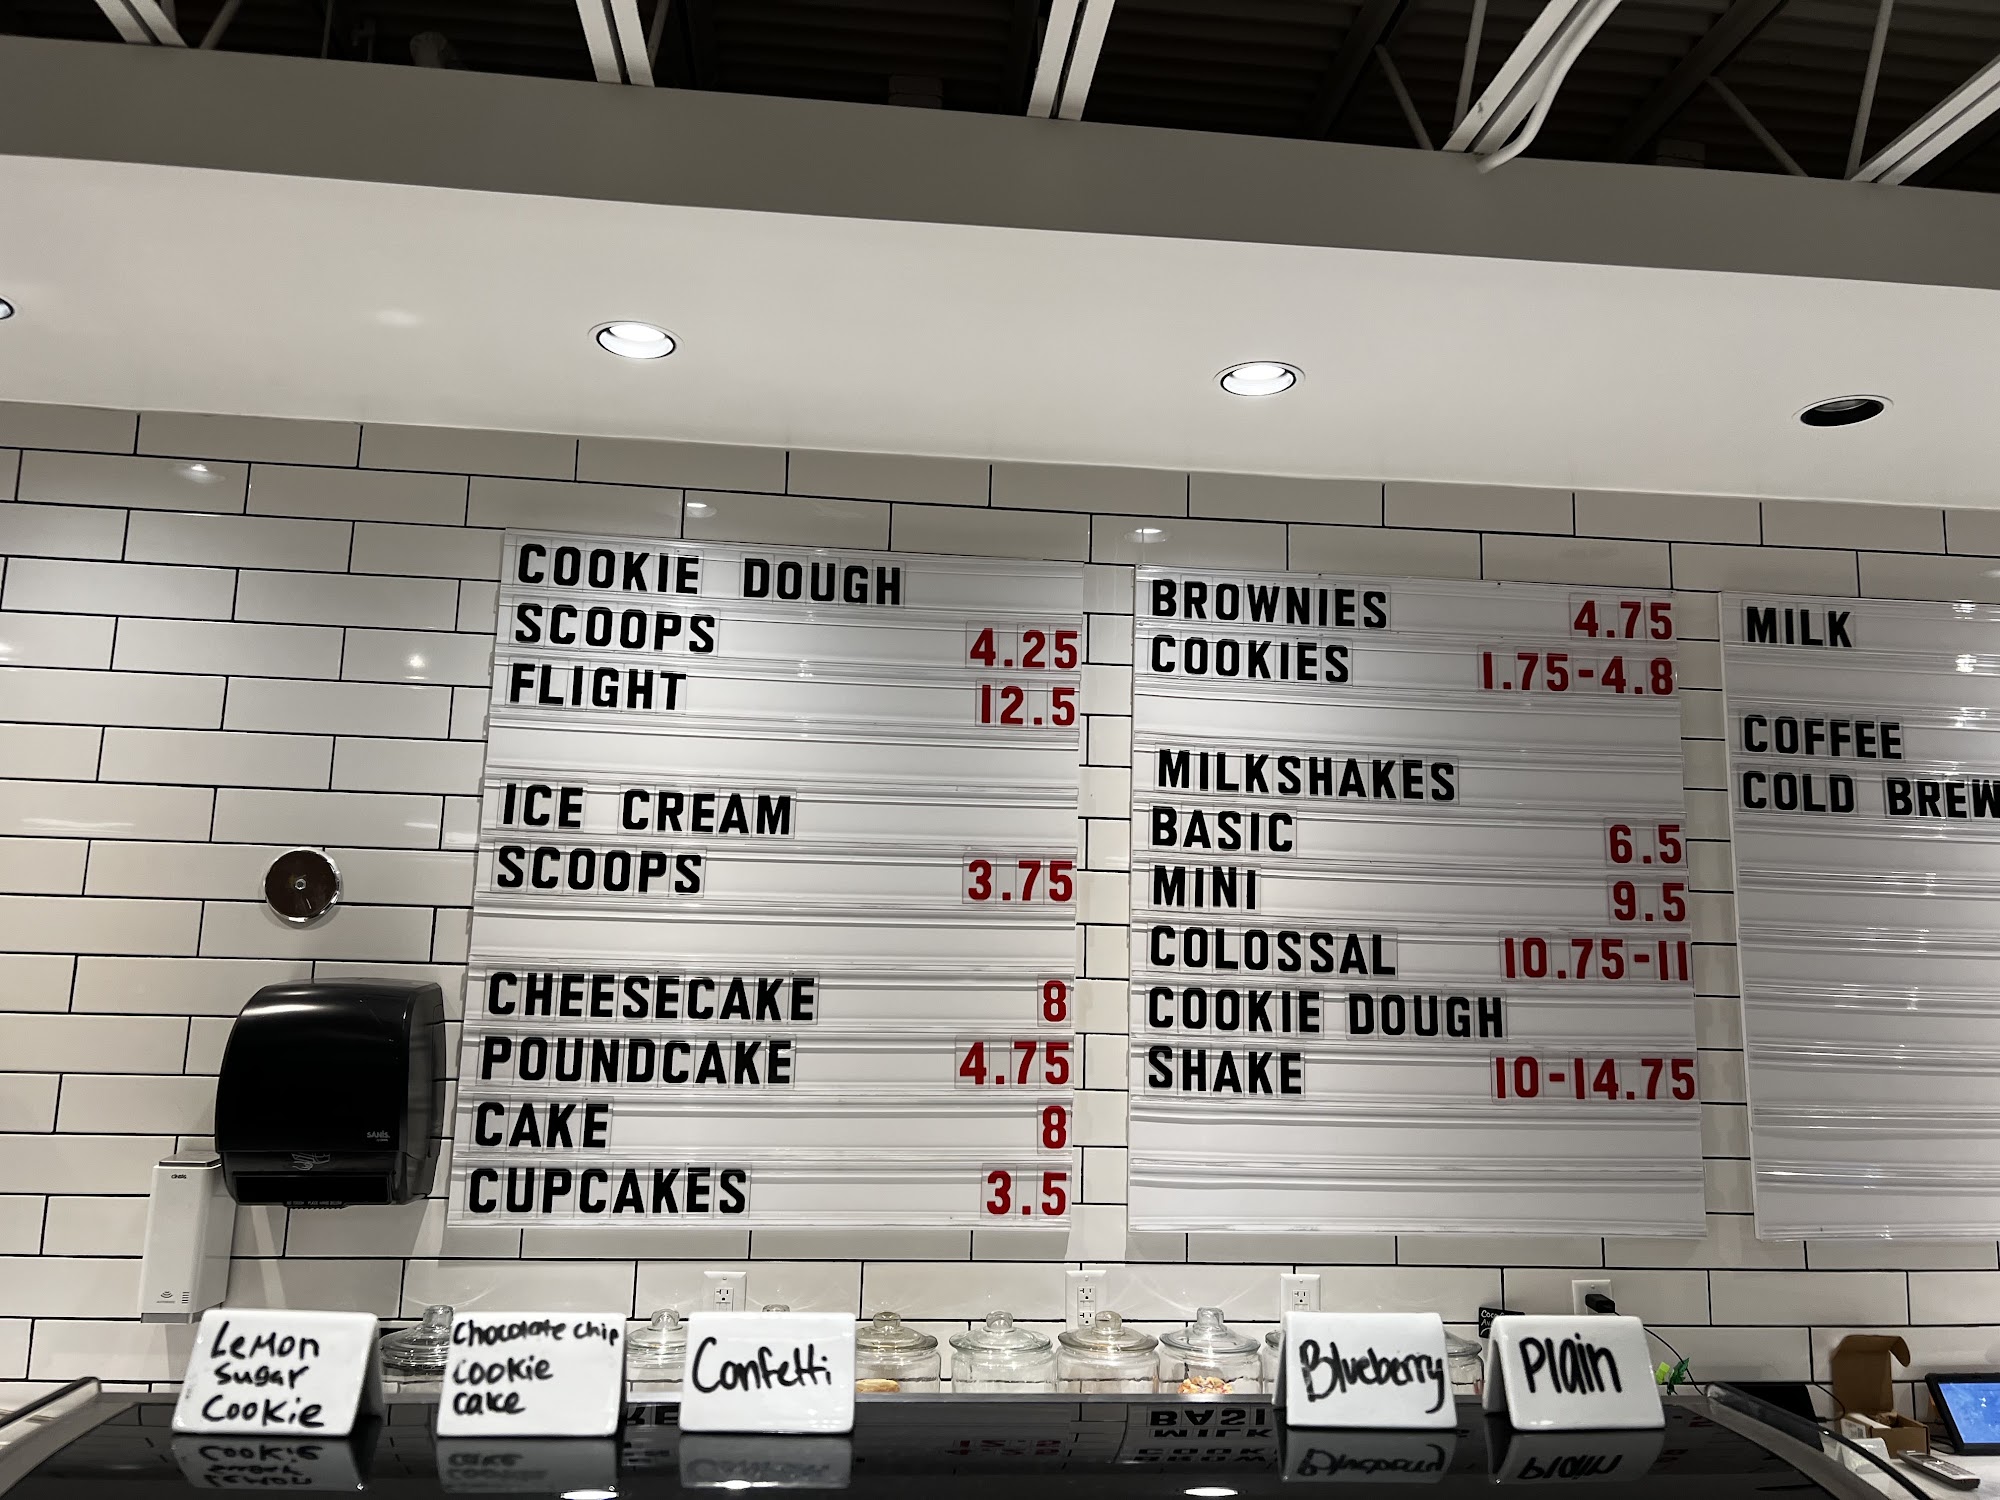 COOKIE DOUGH
SCOOPS 4.25
FLIGHT 12.5
ICE CREAM
SCOOPS 3.75
CHEESECAKE 8
POUNDCAKE 4.75
CAKE 8
CUPCAKES 3.5
BROWNIES 4.75
COOKIES 1.75-4.8
MILKSHAKES
BASIC 6.5
MINI 9.5
COLOSSAL 10.75-11
COOKIE DOUGH
SHAKE 10-14.75
MILK
COFFEE
COLD BREW
Lemon
sugar
Cookie
Chocolate chip
cookie
cake
Confetti
Blueberry
Plain